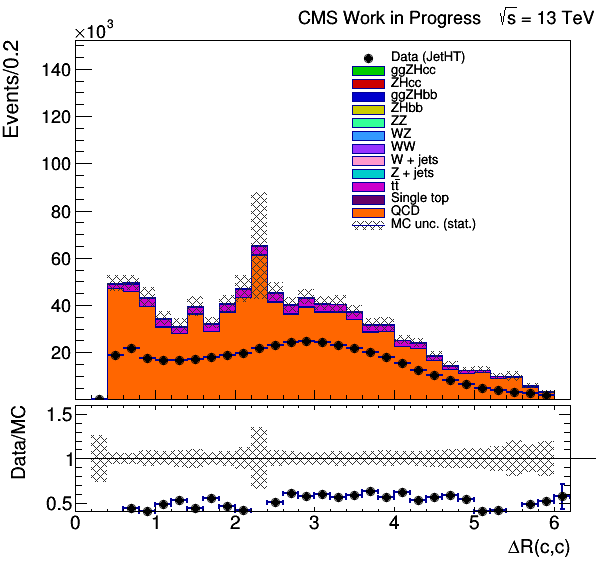 CMS Work in Progress √s = 13 TeV
×10³
Events/0.2
140
120
100
80
60
40
20
Data (JetHT)
ggZHcc
ZHcc
ggZHbb
ZHbb
ZZ
WZ
WW
W + jets
Z + jets
tt̄
Single top
QCD
MC unc. (stat.)
Data/MC
1.5
1
0.5
0 1 2 3 4 5 6
ΔR(c,c)